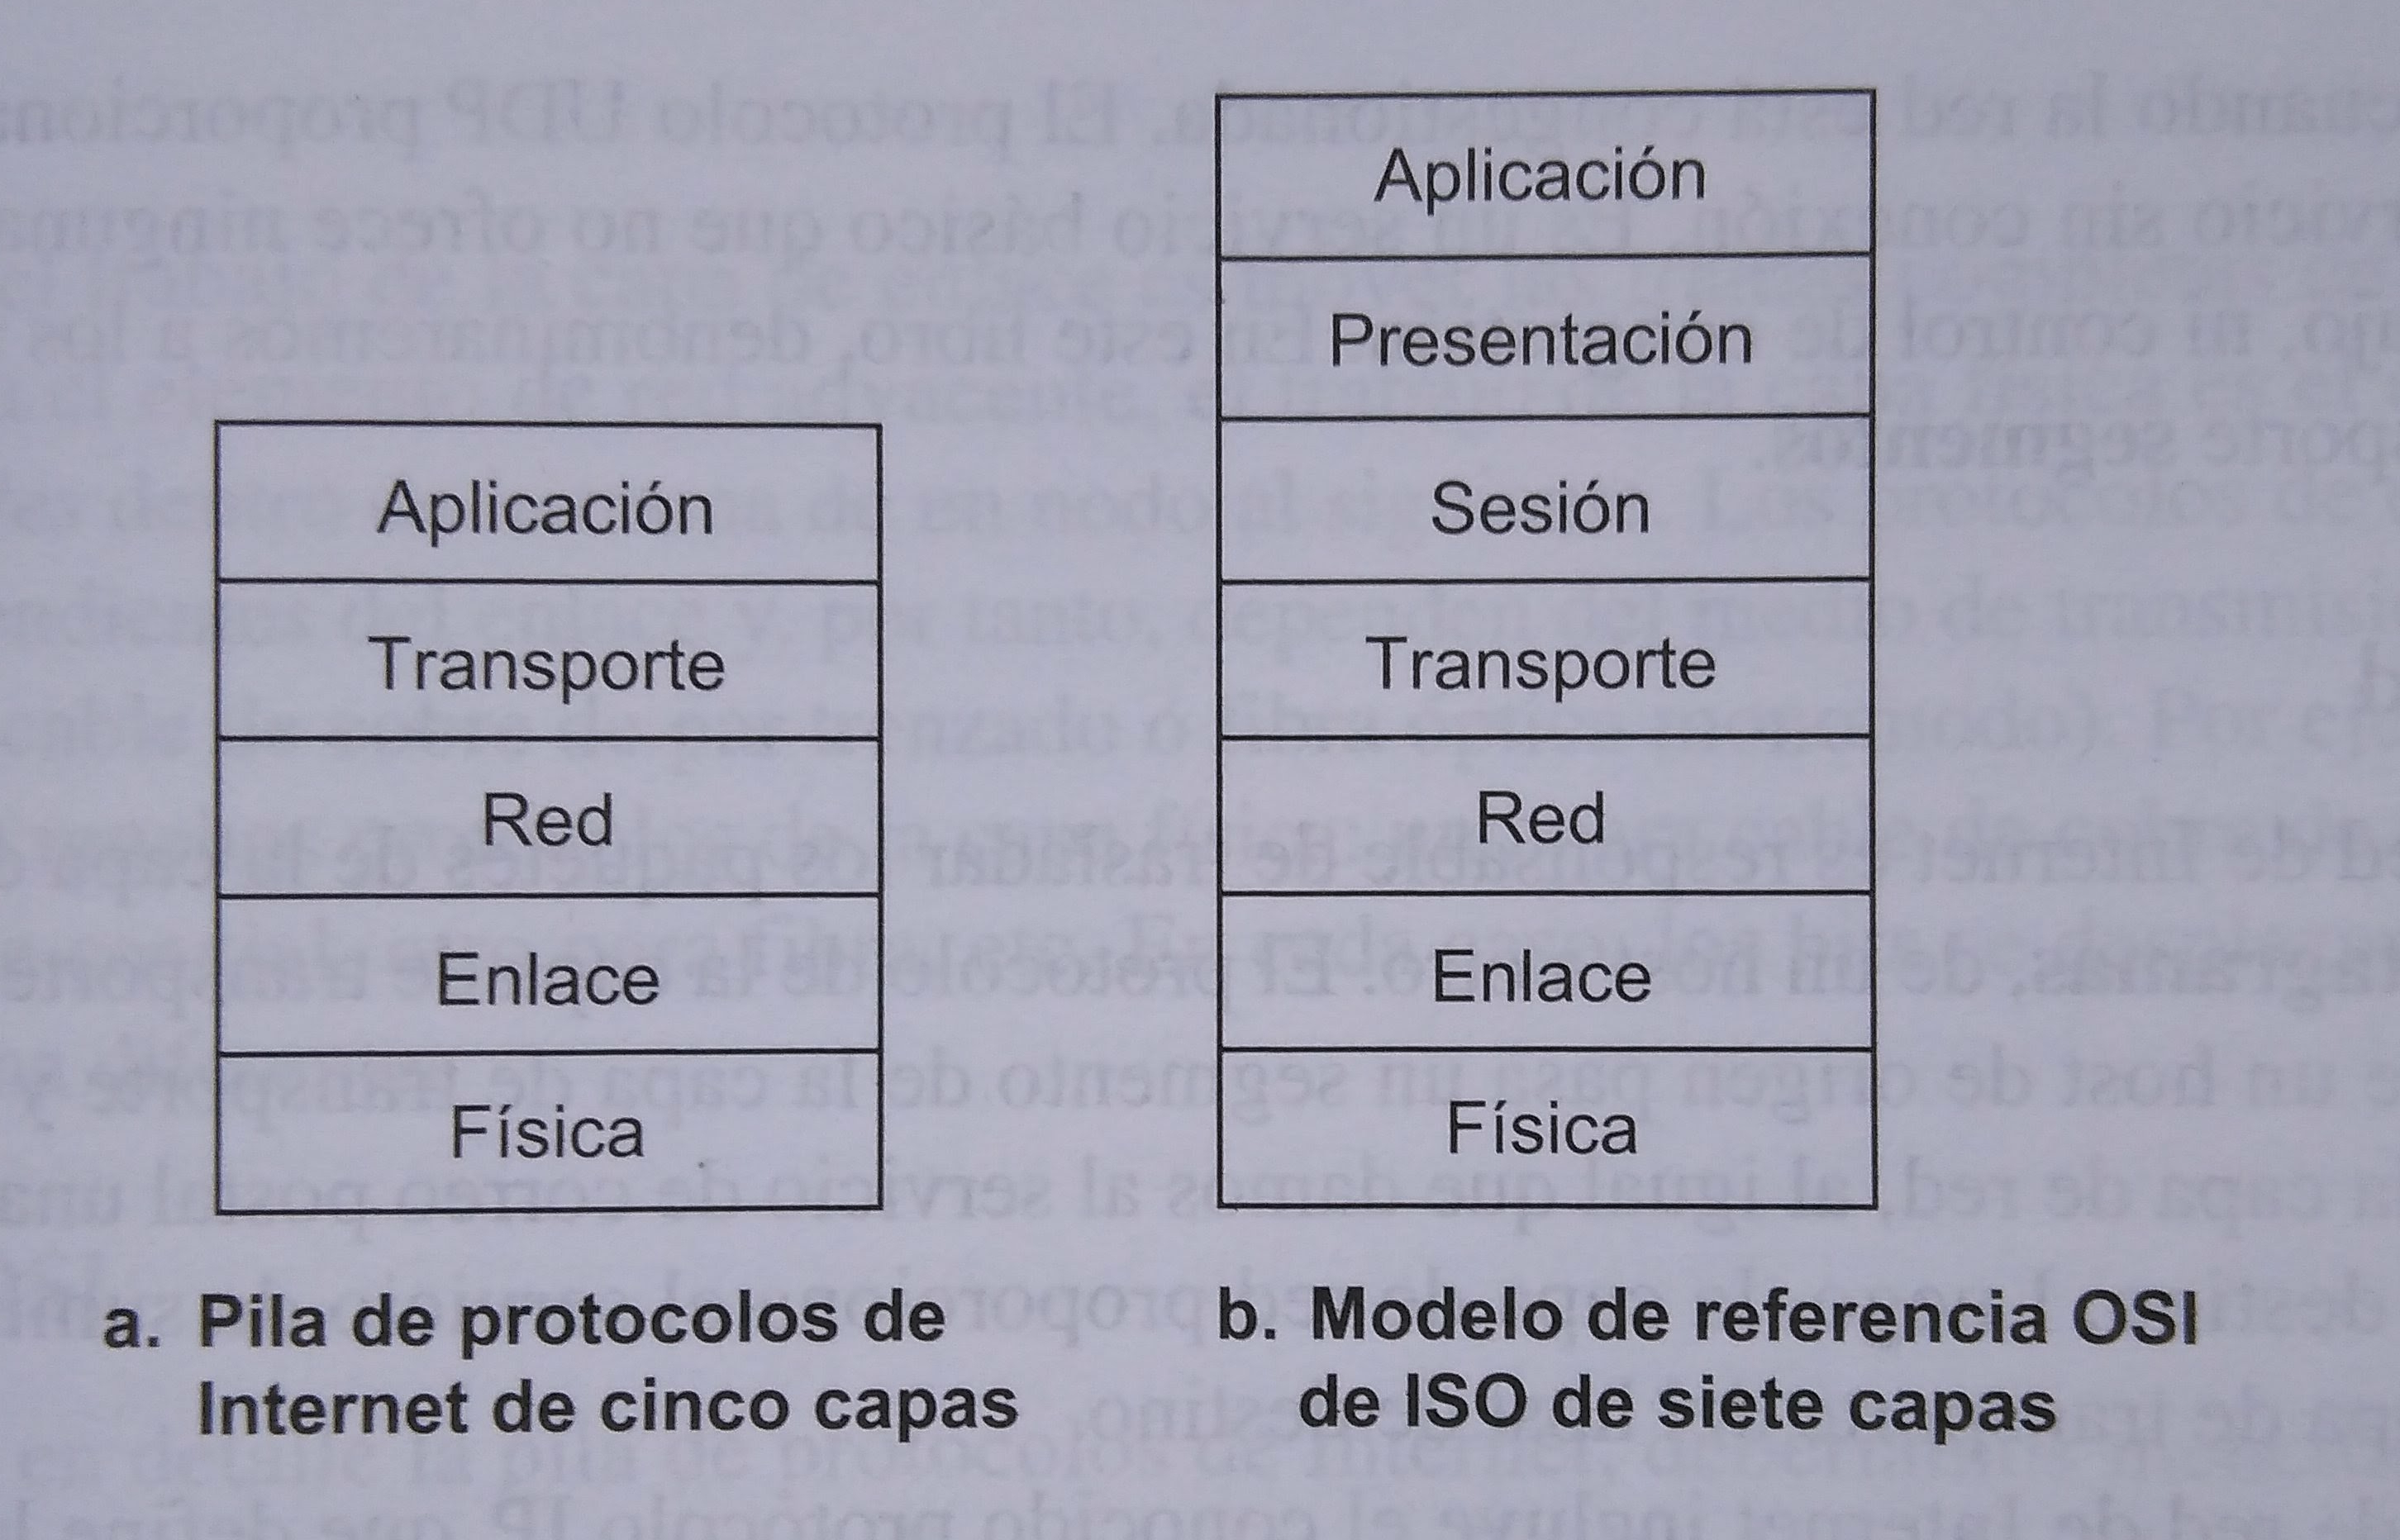 Aplicación
Transporte
Red
Enlace
Física
a. Pila de protocolos de
Internet de cinco capas
Aplicación
Presentación
Sesión
Transporte
Red
Enlace
Física
b. Modelo de referencia OSI
de ISO de siete capas